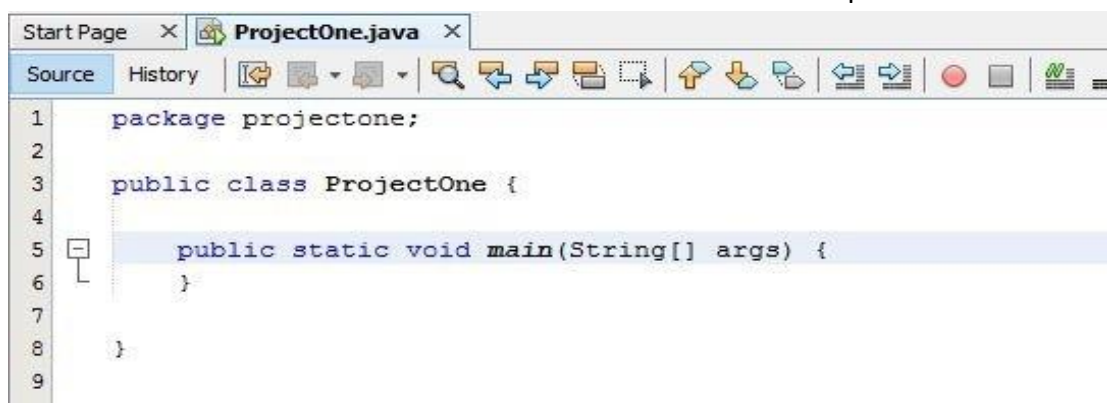 Start Page ProjectOne.java
Source History
1 package projectone;
2
3 public class ProjectOne {
4
5 public static void main(String[] args) {
6 }
7
8 }
9